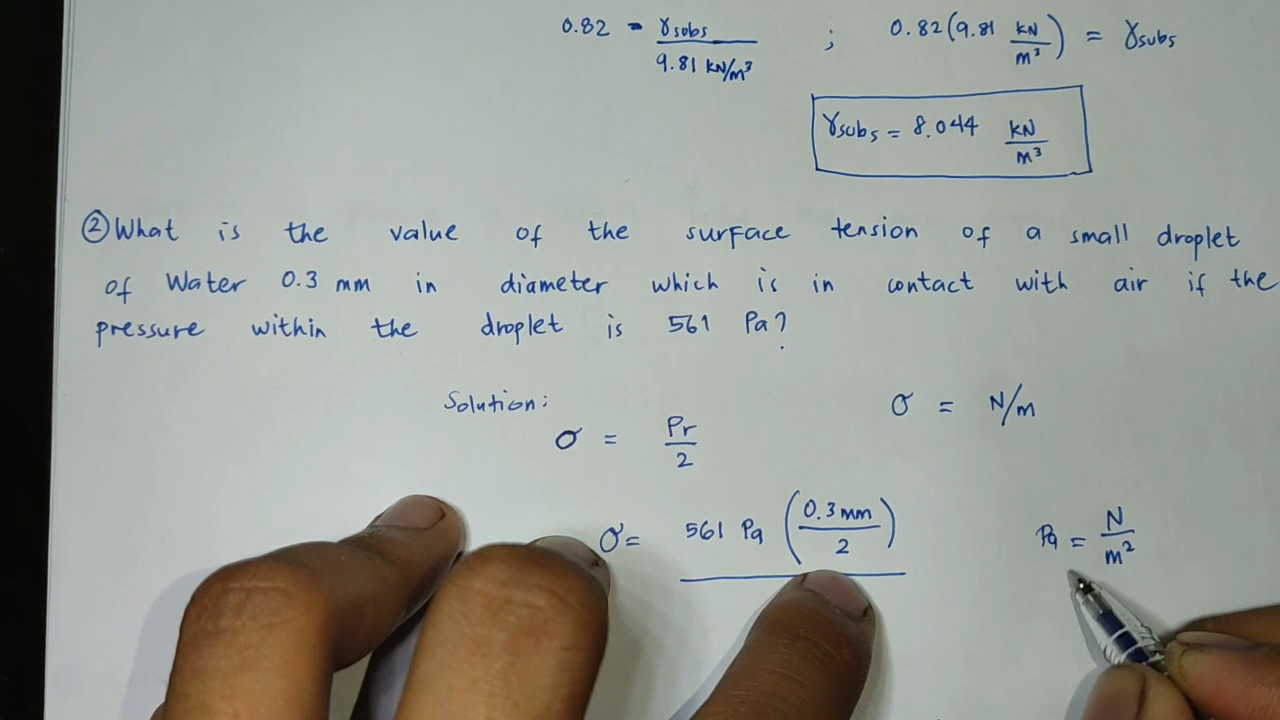 0.82 = γsubs / 9.81 kN/m³ ; 0.82(9.81 kN/m³) = γsubs
γsubs = 8.044 kN/m³
② What is the value of the surface tension of a small droplet
of Water 0.3 mm in diameter which is in contact with air if the
pressure within the droplet is 561 Pa?
Solution:
σ = N/m
σ = Pr/2
σ = 561 Pa (0.3 mm/2)
Pa = N/m²